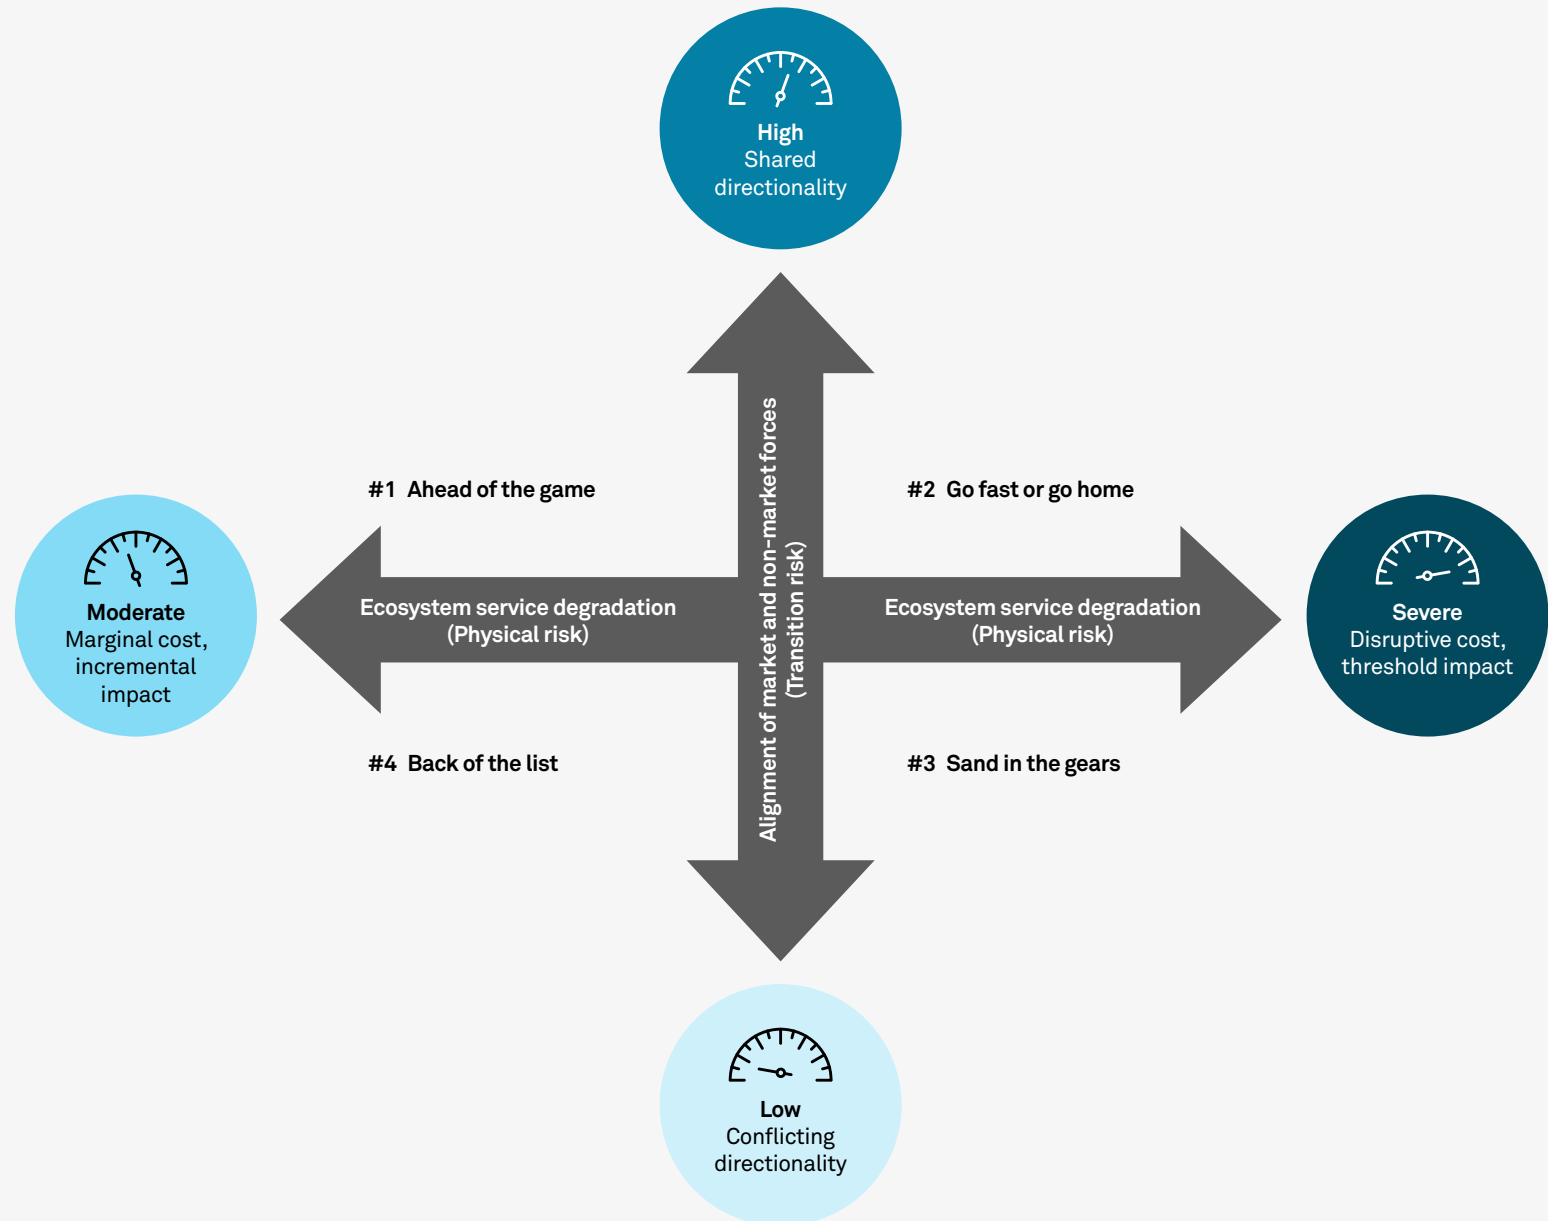 High
Shared
directionality
#1 Ahead of the game
#2 Go fast or go home
Alignment of market and non-market forces
(Transition risk)
Moderate
Marginal cost,
incremental
impact
Ecosystem service degradation
(Physical risk)
Ecosystem service degradation
(Physical risk)
Severe
Disruptive cost,
threshold impact
#4 Back of the list
#3 Sand in the gears
Low
Conflicting
directionality